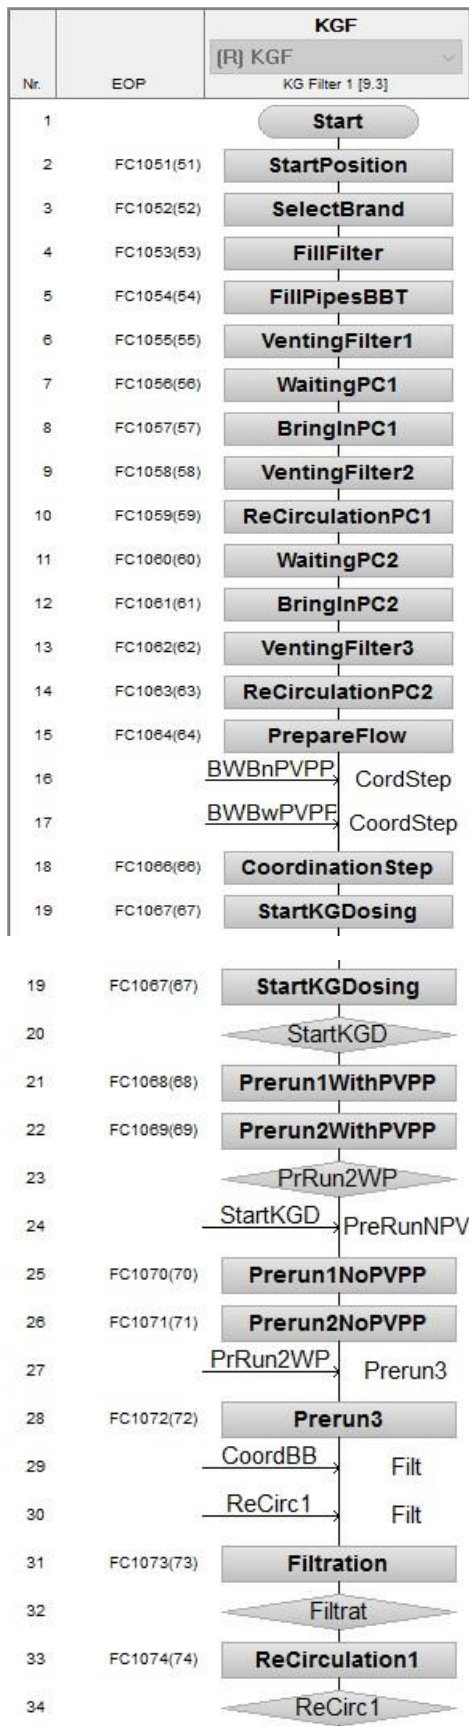 KGF
(R) KGF
Nr. EOP KG Filter 1 [9.3]
1 Start
2 FC1051(51) StartPosition
3 FC1052(52) SelectBrand
4 FC1053(53) FillFilter
5 FC1054(54) FillPipesBBT
6 FC1055(55) VentingFilter1
7 FC1056(56) WaitingPC1
8 FC1057(57) BringInPC1
9 FC1058(58) VentingFilter2
10 FC1059(59) ReCirculationPC1
11 FC1060(60) WaitingPC2
12 FC1061(61) BringInPC2
13 FC1062(62) VentingFilter3
14 FC1063(63) ReCirculationPC2
15 FC1064(64) PrepareFlow
16 BWBnPVPP CordStep
17 BWBwPVPF CoordStep
18 FC1066(66) CoordinationStep
19 FC1067(67) StartKGDosing
19 FC1067(67) StartKGDosing
20 StartKGD
21 FC1068(68) Prerun1WithPVPP
22 FC1069(69) Prerun2WithPVPP
23 PrRun2WP
24 StartKGD PreRunNPV
25 FC1070(70) Prerun1NoPVPP
26 FC1071(71) Prerun2NoPVPP
27 PrRun2WP Prerun3
28 FC1072(72) Prerun3
29 CoordBB Filt
30 ReCirc1 Filt
31 FC1073(73) Filtration
32 Filtrat
33 FC1074(74) ReCirculation1
34 ReCirc1